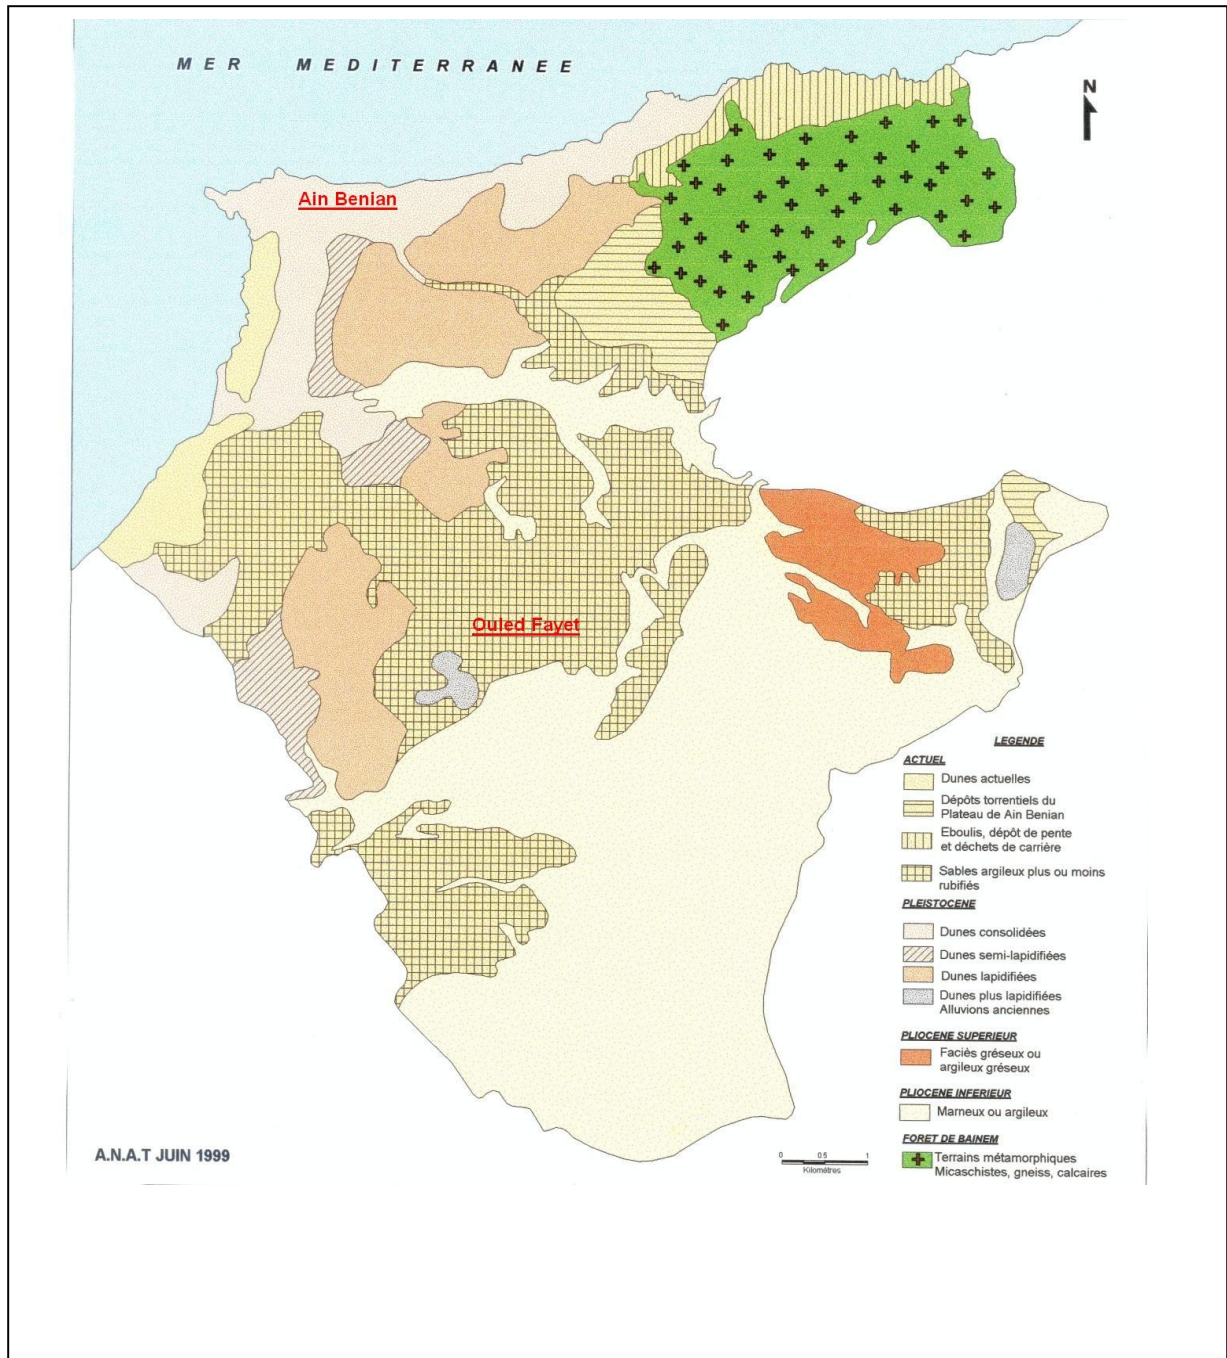 MER MEDITERRANEE
N
Ain Benian
Ouled Fayet
LEGENDE
ACTUEL
Dunes actuelles
Dépôts torrentiels du
Plateau de Ain Benian
Eboulis, dépôt de pente
et déchets de carrière
Sables argileux plus ou moins
rubifiés
PLEISTOCENE
Dunes consolidées
Dunes semi-lapidifiées
Dunes lapidifiées
Dunes plus lapidifiées
Alluvions anciennes
PLIOCENE SUPERIEUR
Faciès gréseux ou
argileux gréseux
PLIOCENE INFERIEUR
Marneux ou argileux
FORET DE BAINEM
Terrains métamorphiques
Micaschistes, gneiss, calcaires
A.N.A.T JUIN 1999
0 0.5 1
Kilométres